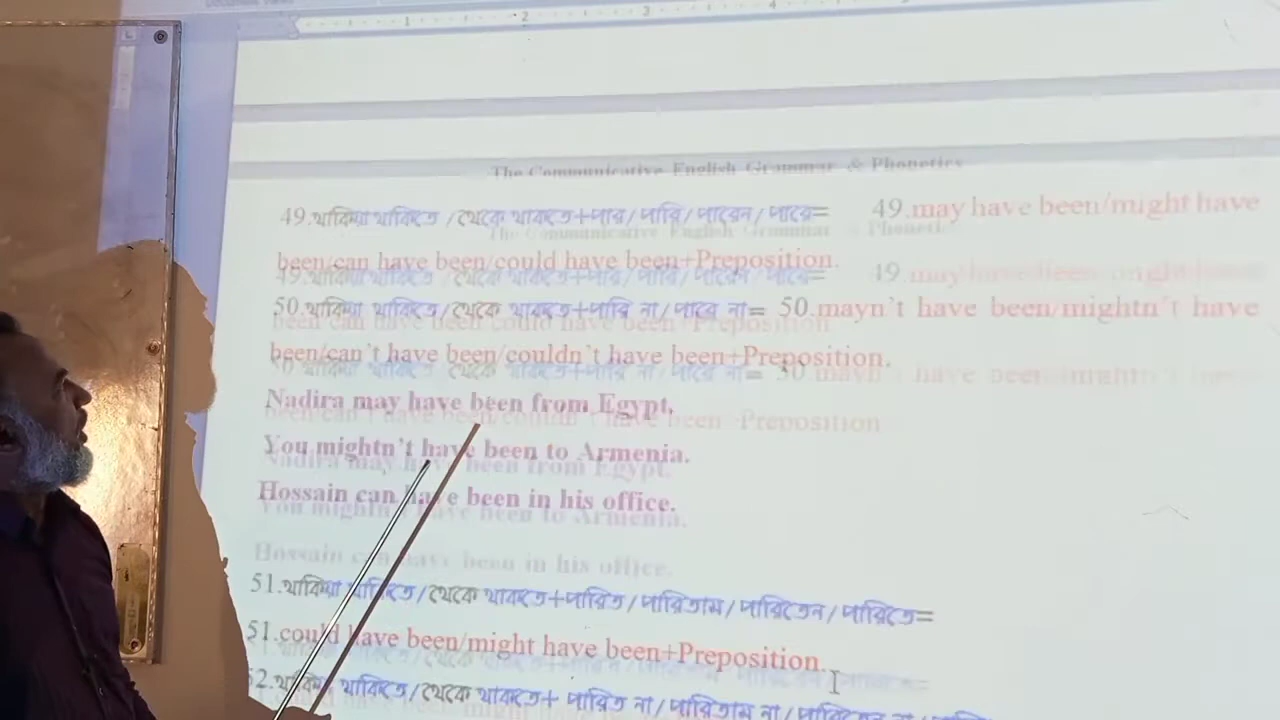 The Communicative English Grammar & Phonetics
49.থাকিয়া থাকিতে/থেকে থাকতে+পার/পারি/পারেন/পারে= 49.may have been/might have
been/can have been/could have been+Preposition.
50.থাকিয়া থাকিতে/থেকে থাকতে+পারি না/পারে না= 50.mayn't have been/mightn't have
been/can't have been/couldn't have been+Preposition.
Nadira may have been from Egypt.
You mightn't have been to Armenia.
Hossain can have been in his office.
51.থাকিয়া থাকিতে/থেকে থাকতে+পারিত/পারিতাম/পারিতেন/পারিতে=
51.could have been/might have been+Preposition.
52.থাকিয়া থাকিতে/থেকে থাকতে+ পারিত না/পারিতাম না/পারিতেন না